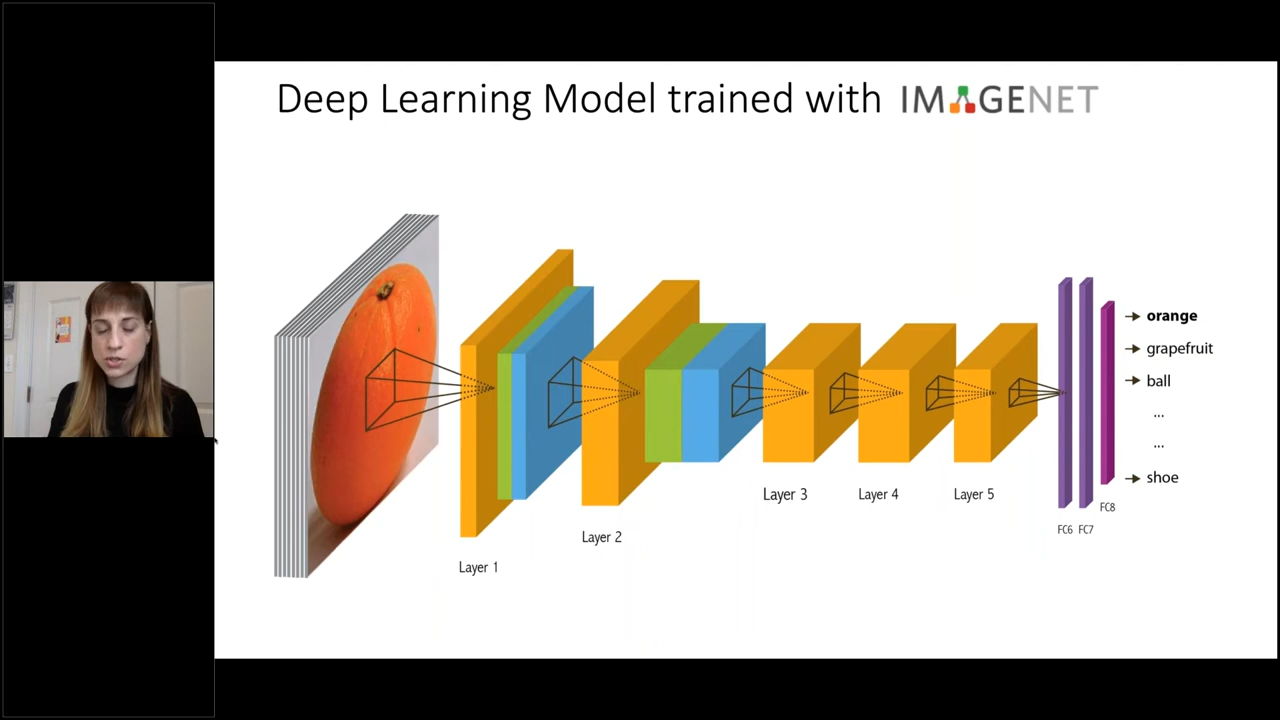 Deep Learning Model trained with IMAGENET
orange
grapefruit
ball
...
...
shoe
Layer 1
Layer 2
Layer 3
Layer 4
Layer 5
FC6
FC7
FC8